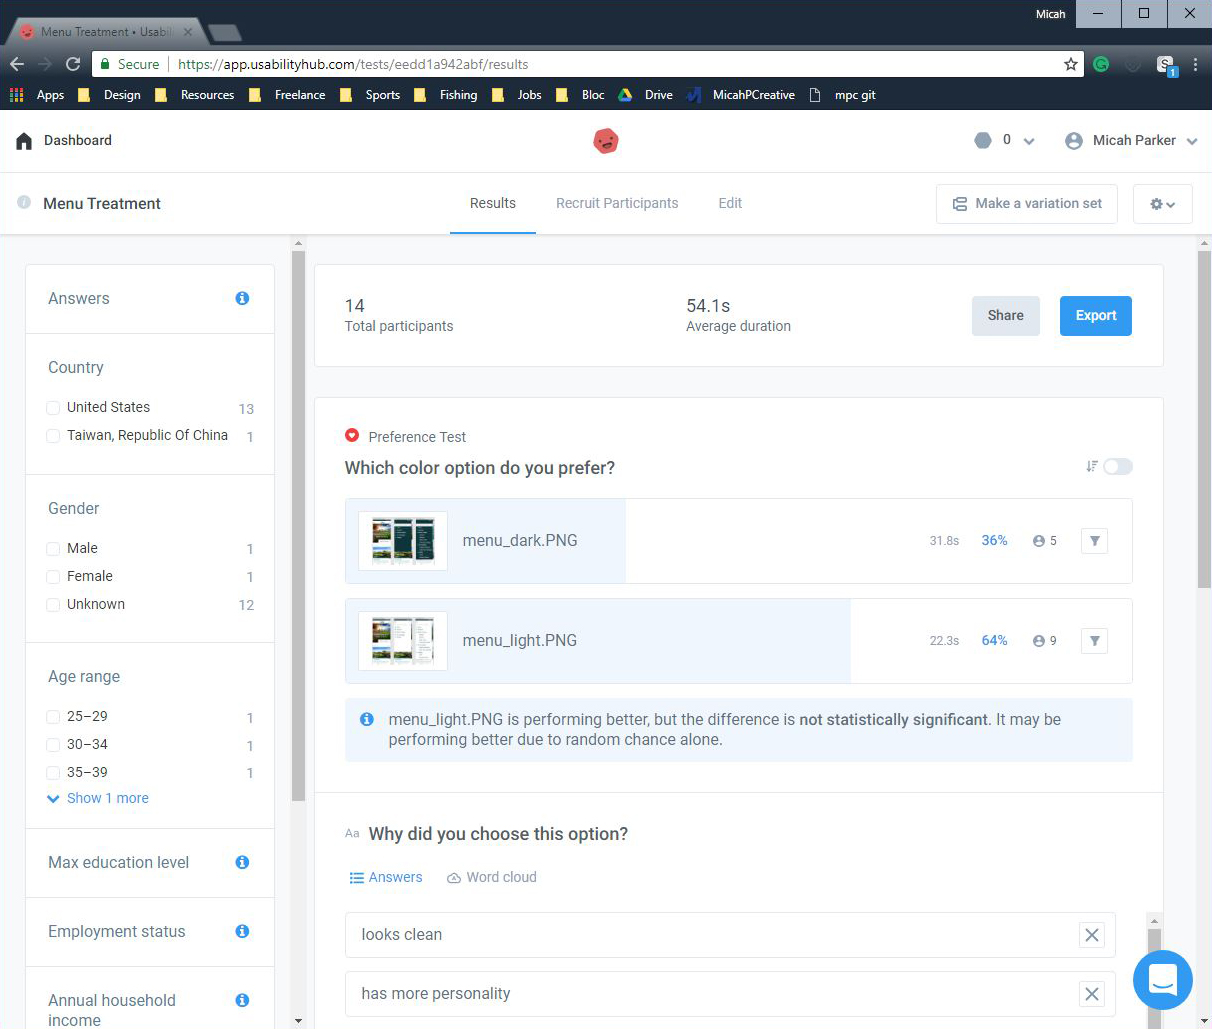 Micah
Menu Treatment • Usabil
Secure
https://app.usabilityhub.com/tests/eedd1a942abf/results
Apps Design Resources Freelance Sports Fishing Jobs Bloc Drive MicahPCreative mpc git
Dashboard
0
Micah Parker
Menu Treatment
Results
Recruit Participants
Edit
Make a variation set
Answers
Country
United States 13
Taiwan, Republic Of China 1
Gender
Male 1
Female 1
Unknown 12
Age range
25–29 1
30–34 1
35–39 1
Show 1 more
Max education level
Employment status
Annual household
income
14
Total participants
54.1s
Average duration
Share
Export
Preference Test
Which color option do you prefer?
menu_dark.PNG 31.8s 36% 5
menu_light.PNG 22.3s 64% 9
menu_light.PNG is performing better, but the difference is not statistically significant. It may be
performing better due to random chance alone.
Aa Why did you choose this option?
Answers
Word cloud
looks clean
has more personality
S
1